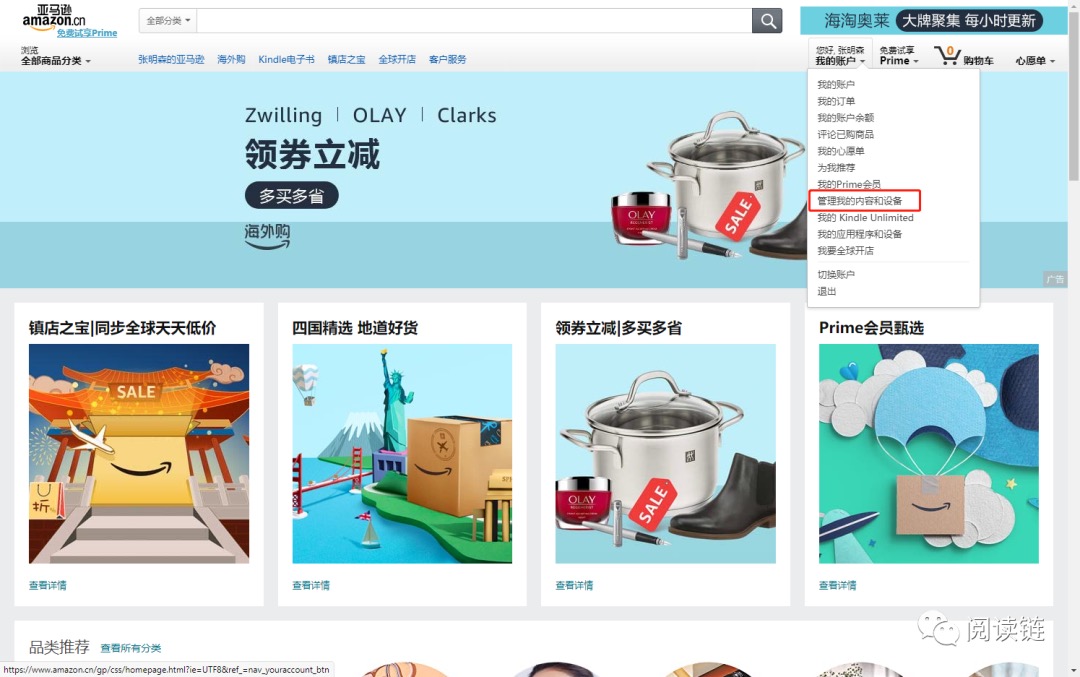 亚马逊
amazon.cn
免费试享Prime
全部分类
海淘奥莱 大牌聚集 每小时更新
浏览
全部商品分类
张明森的亚马逊 海外购 Kindle电子书 镇店之宝 全球开店 客户服务
您好, 张明森
我的账户
免费试享
Prime
0
购物车
心愿单
我的账户
我的订单
我的账户余额
评论已购商品
我的心愿单
为我推荐
我的Prime会员
管理我的内容和设备
我的 Kindle Unlimited
我的应用程序和设备
我要全球开店
切换账户
退出
Zwilling | OLAY | Clarks
领券立减
多买多省
海外购
OLAY
SALE
广告
镇店之宝|同步全球天天低价
四国精选 地道好货
领券立减|多买多省
Prime会员甄选
SALE
折
OLAY
SALE
查看详情
查看详情
查看详情
查看详情
品类推荐 查看所有分类
阅读链
https://www.amazon.cn/gp/css/homepage.html?ie=UTF8&ref_=nav_youraccount_btn